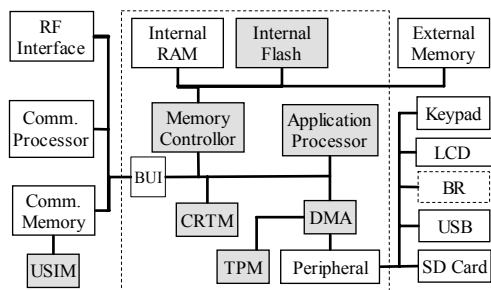 RF
Interface
Internal
RAM
Internal
Flash
External
Memory
Comm.
Processor
Memory
Controllor
Application
Processor
Keypad
LCD
BUI
BR
Comm.
Memory
CRTM
DMA
USB
USIM
TPM
Peripheral
SD Card